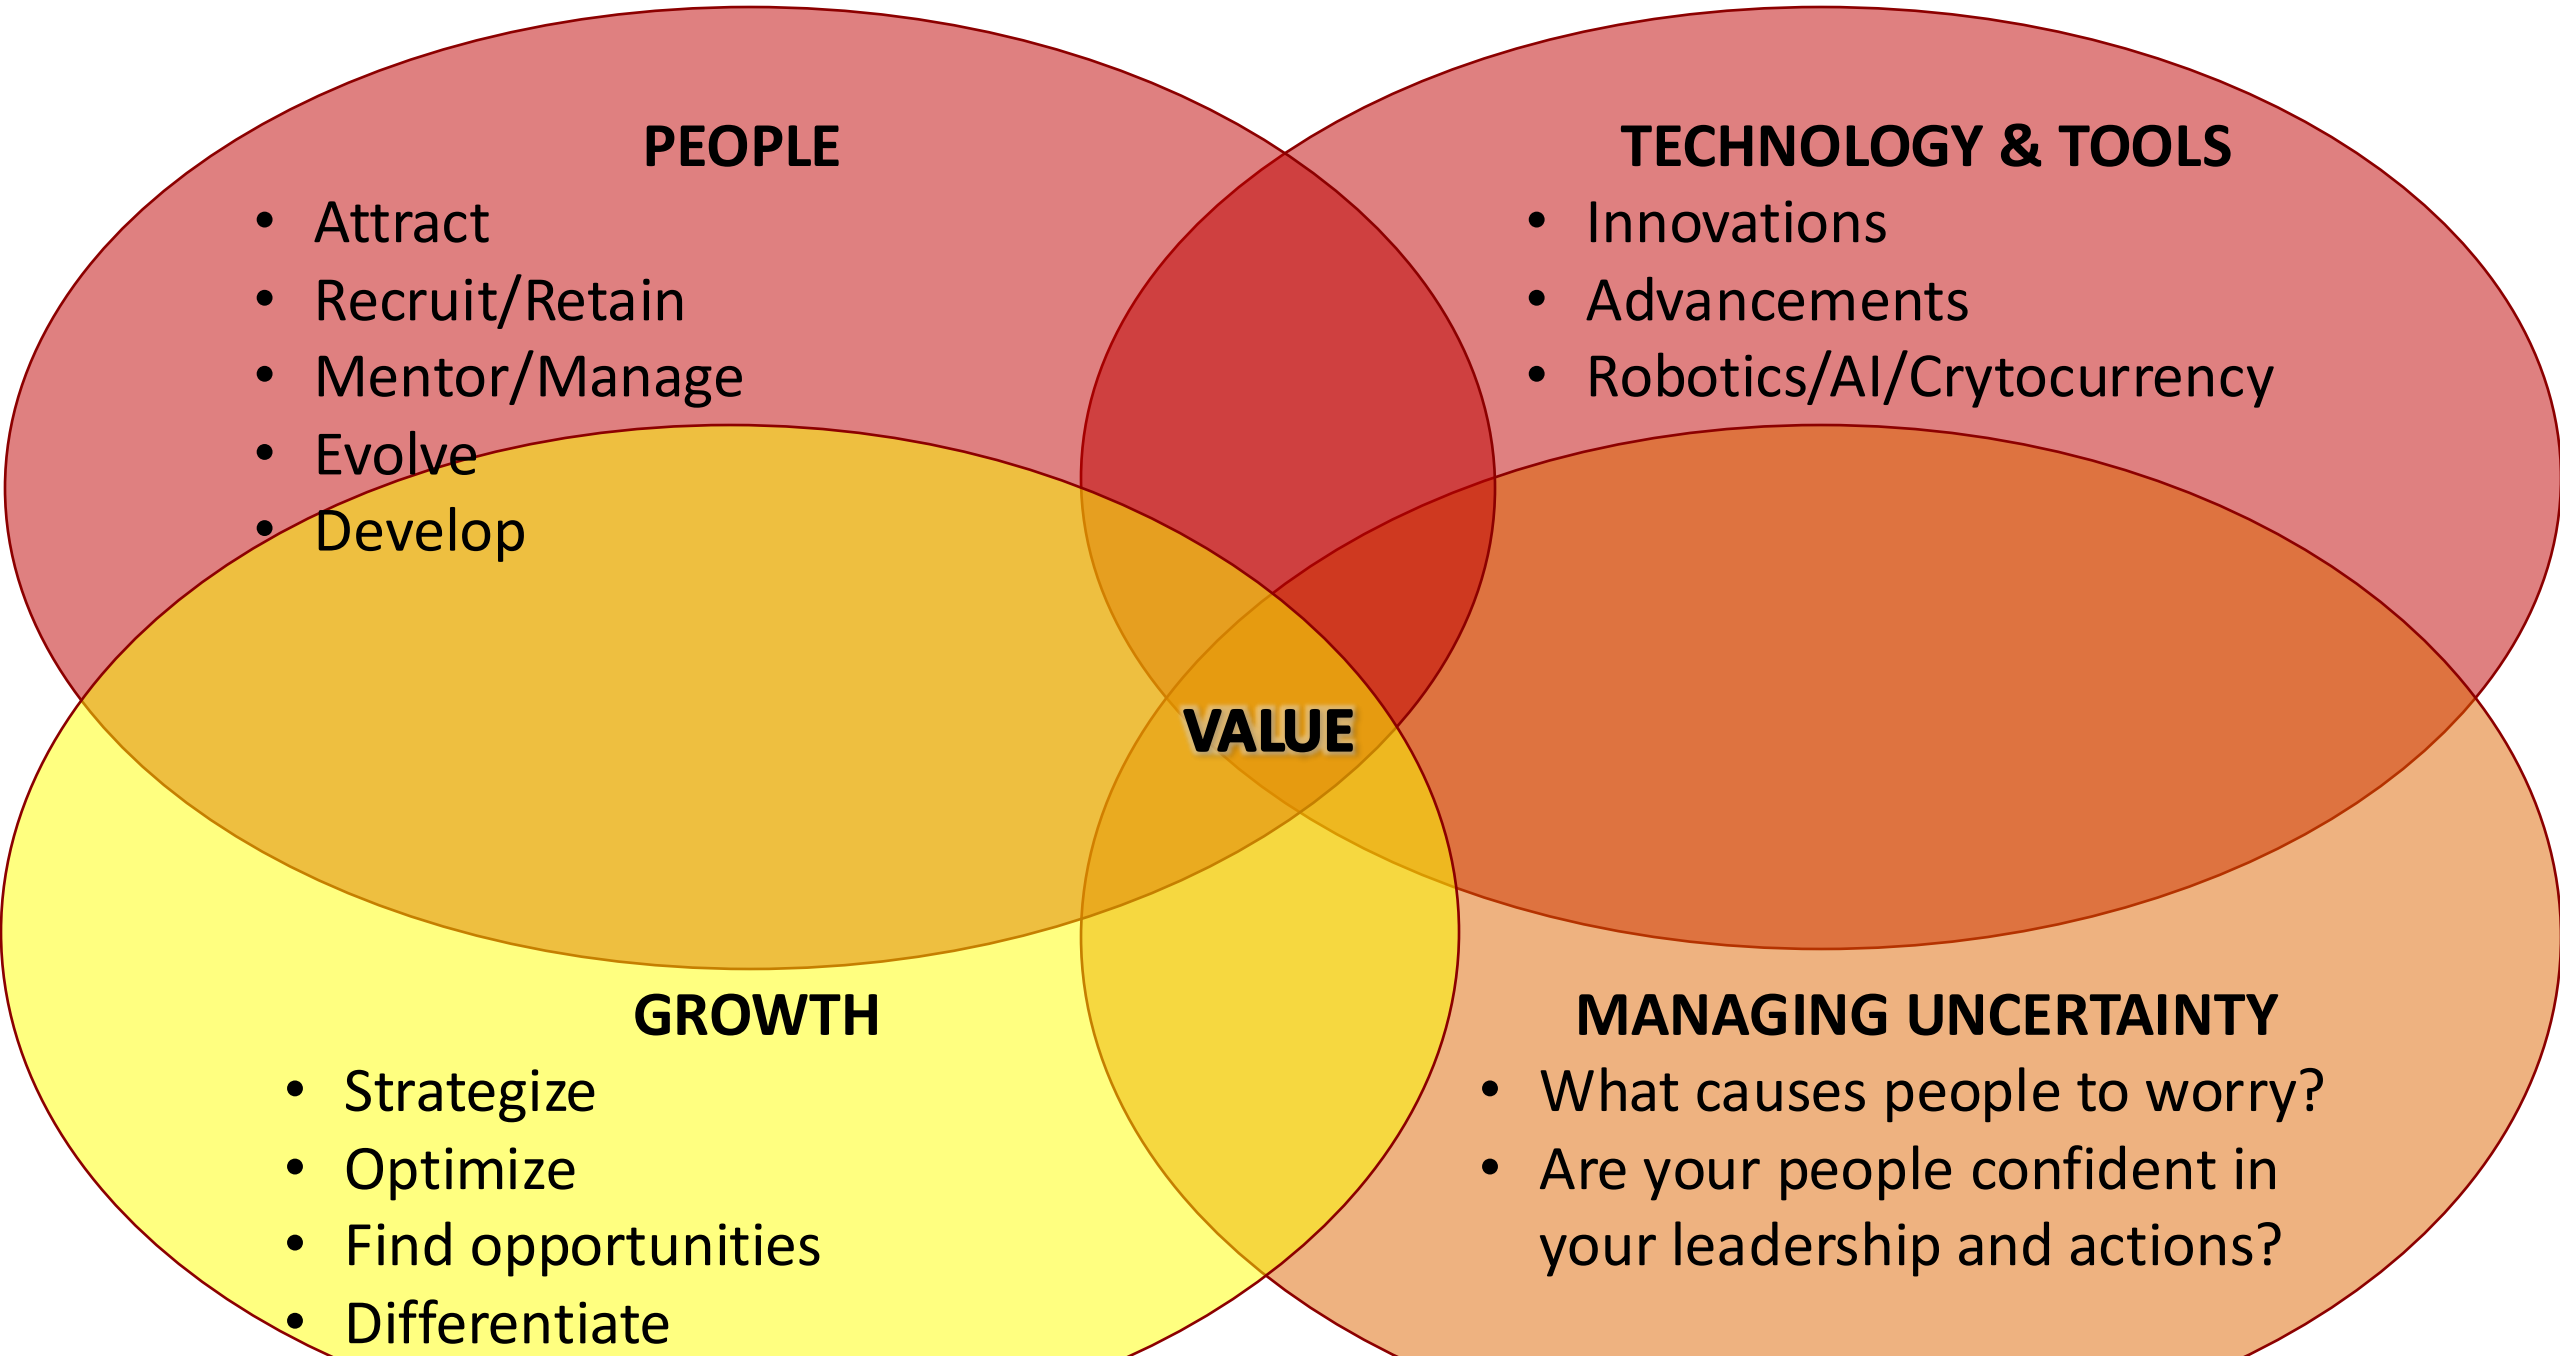 PEOPLE
• Attract
• Recruit/Retain
• Mentor/Manage
• Evolve
• Develop
TECHNOLOGY & TOOLS
• Innovations
• Advancements
• Robotics/AI/Crytocurrency
VALUE
GROWTH
• Strategize
• Optimize
• Find opportunities
• Differentiate
MANAGING UNCERTAINTY
• What causes people to worry?
• Are your people confident in
your leadership and actions?